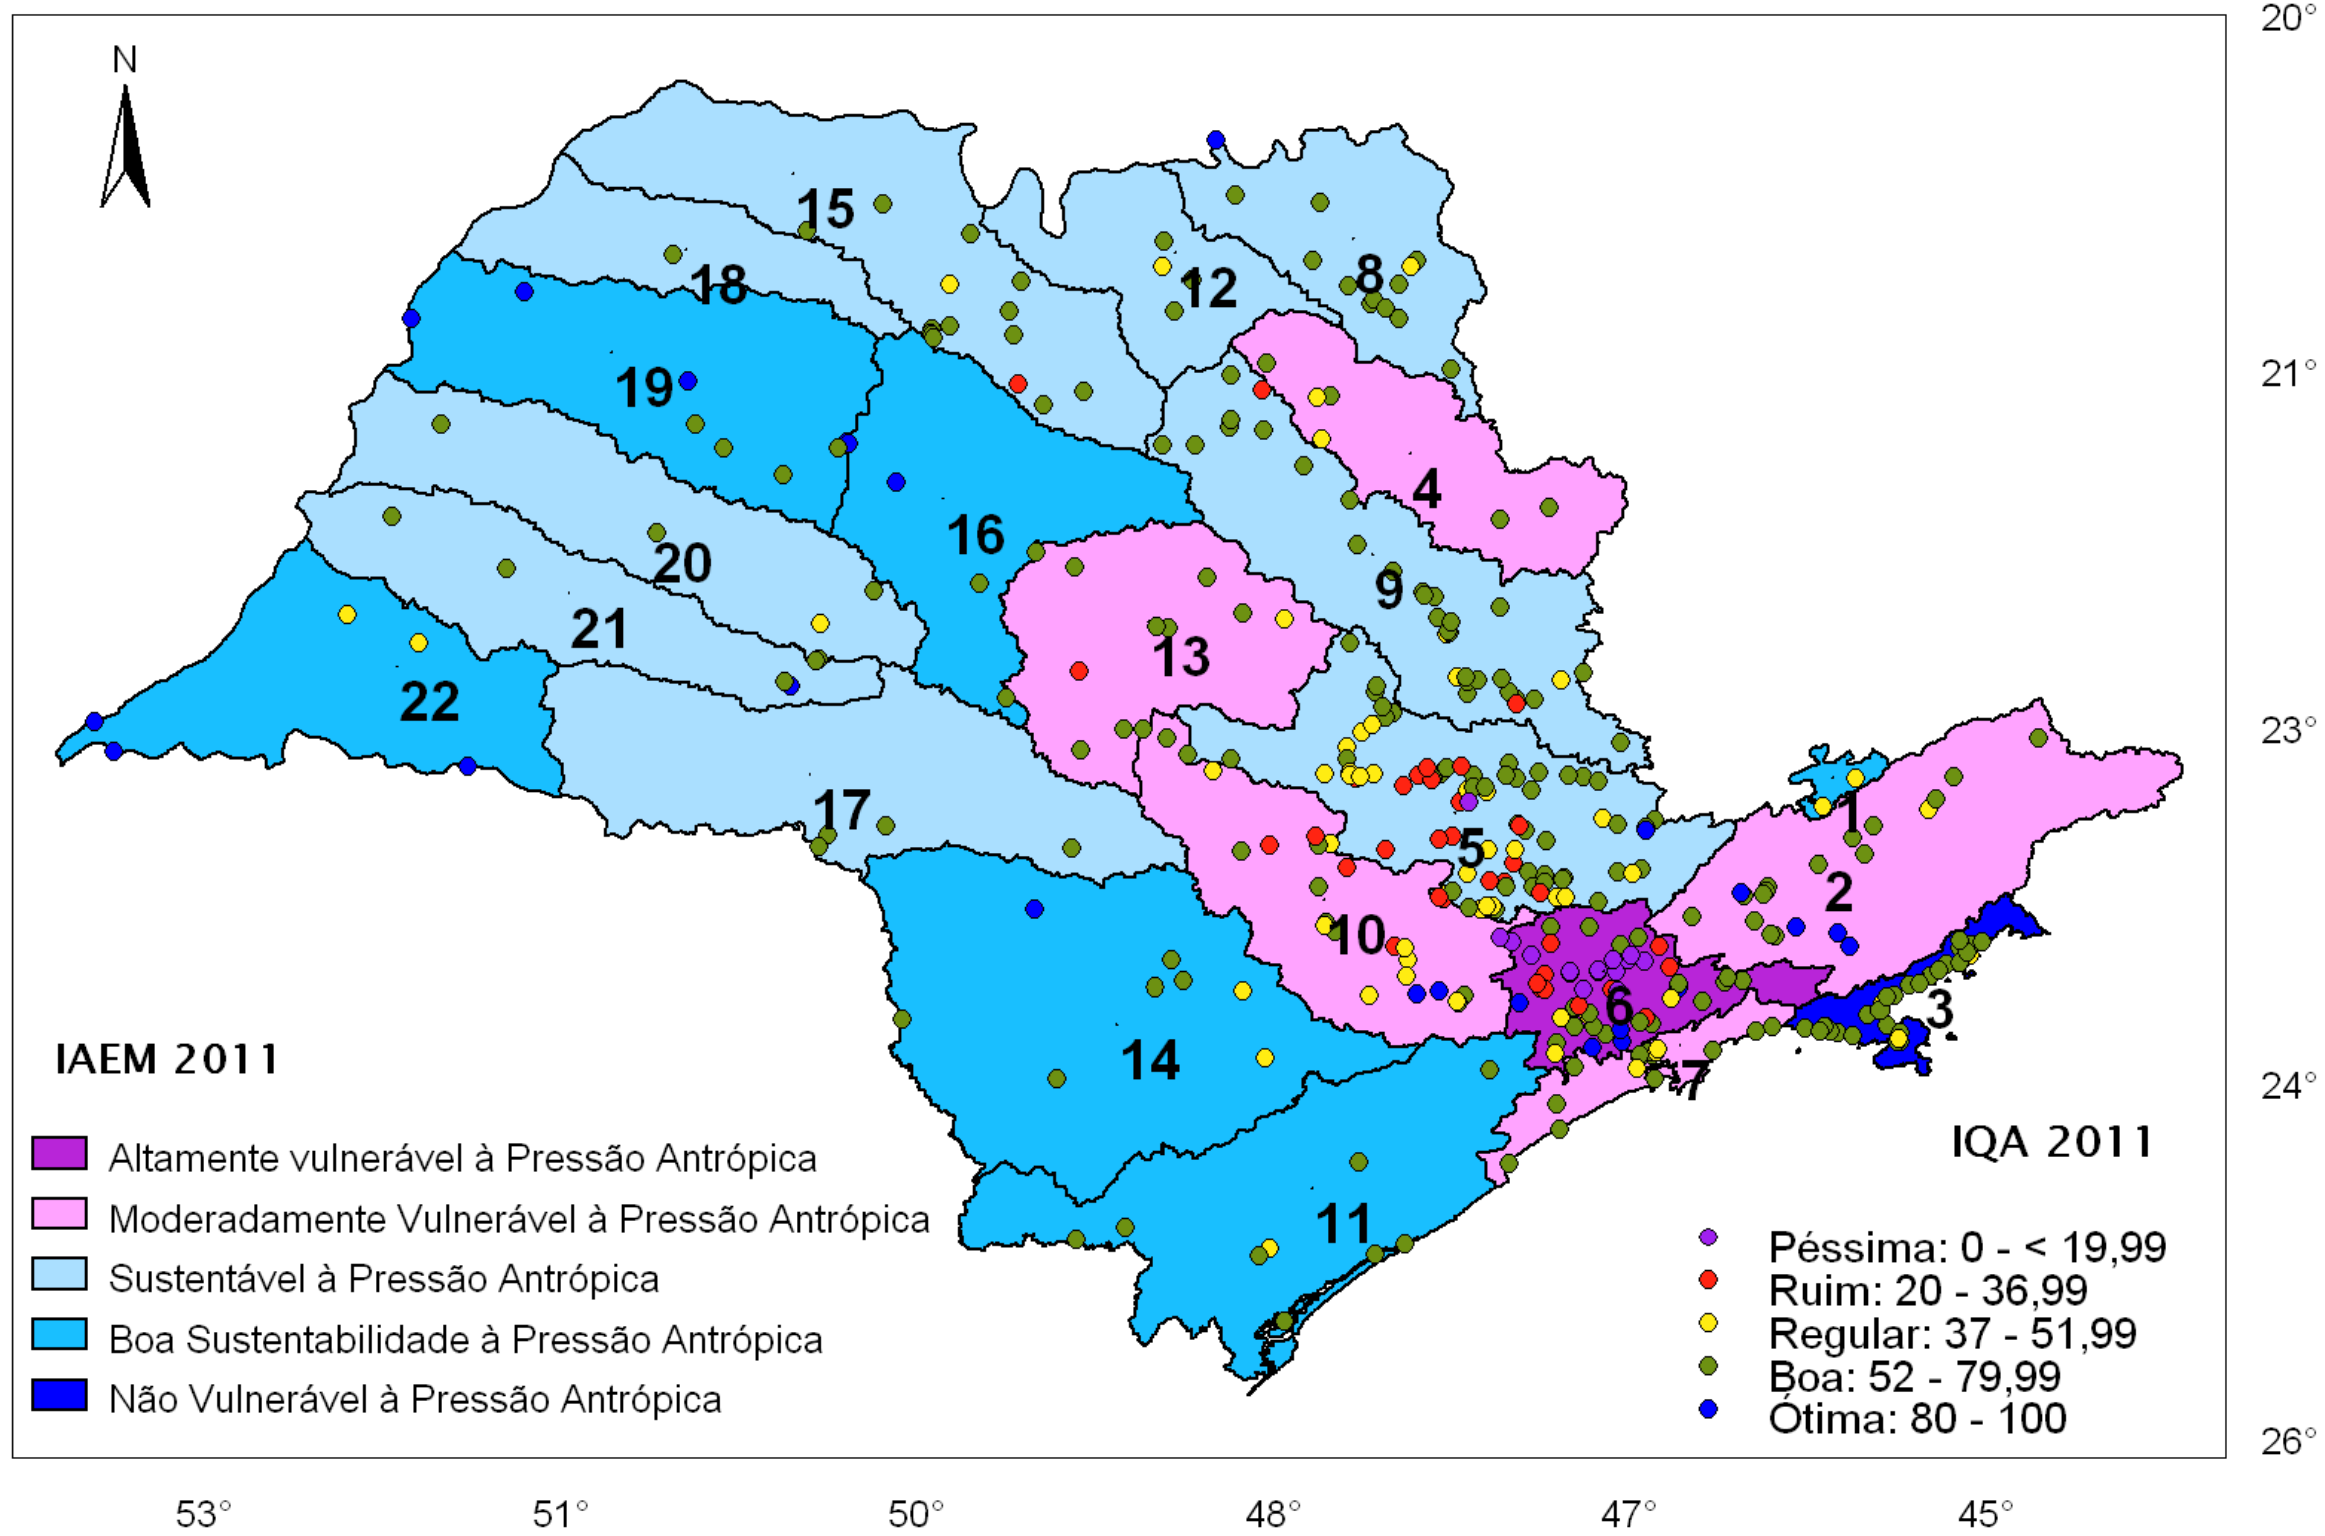 20°
N
15
12
8
18
21°
19
4
16
20
9
21
13
22
23°
17
1
5
2
10
6
3
IAEM 2011
14
7
24°
Altamente vulnerável à Pressão Antrópica
IQA 2011
Moderadamente Vulnerável à Pressão Antrópica
11
Péssima: 0 - < 19,99
Sustentável à Pressão Antrópica
Ruim: 20 - 36,99
Boa Sustentabilidade à Pressão Antrópica
Regular: 37 - 51,99
Boa: 52 - 79,99
Não Vulnerável à Pressão Antrópica
Ótima: 80 - 100
26°
53° 51° 50° 48° 47° 45°